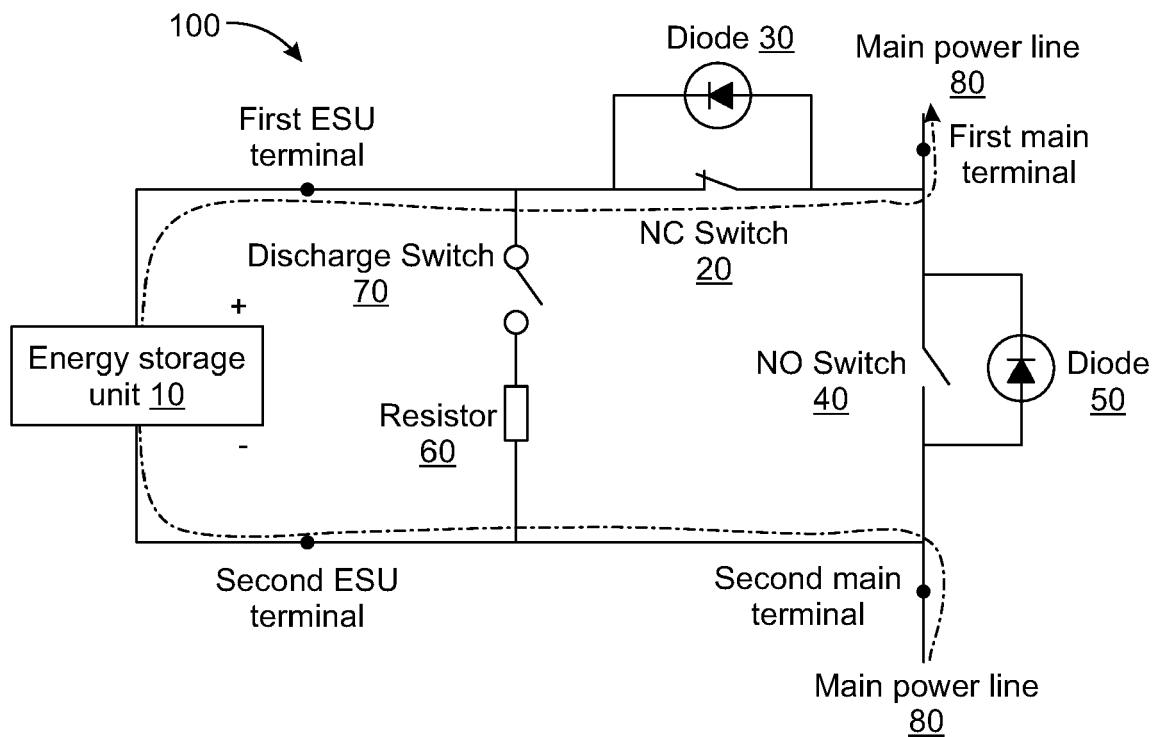 100
Diode 30
Main power line
80
First ESU
terminal
First main
terminal
NC Switch
20
Discharge Switch
70
+
Energy storage
unit 10
-
NO Switch
40
Diode
50
Resistor
60
Second ESU
terminal
Second main
terminal
Main power line
80